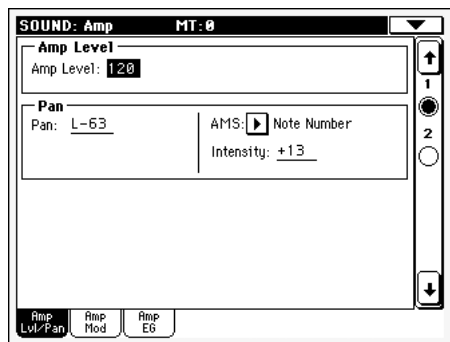 SOUND: Amp MT:0
Amp Level
Amp Level: 120
Pan
Pan: L-63
AMS: Note Number
Intensity: +13
1
2
Amp Lvl/Pan
Amp Mod
Amp EG